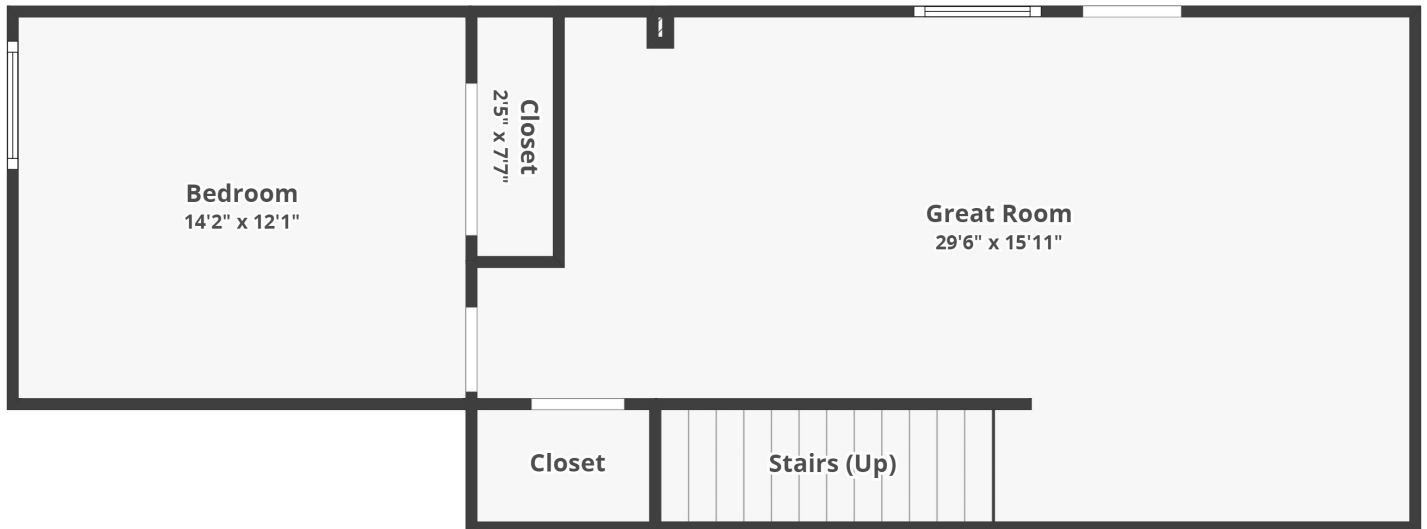 Bedroom
14'2" x 12'1"
Closet
2'5" x 7'7"
Great Room
29'6" x 15'11"
Closet
Stairs (Up)